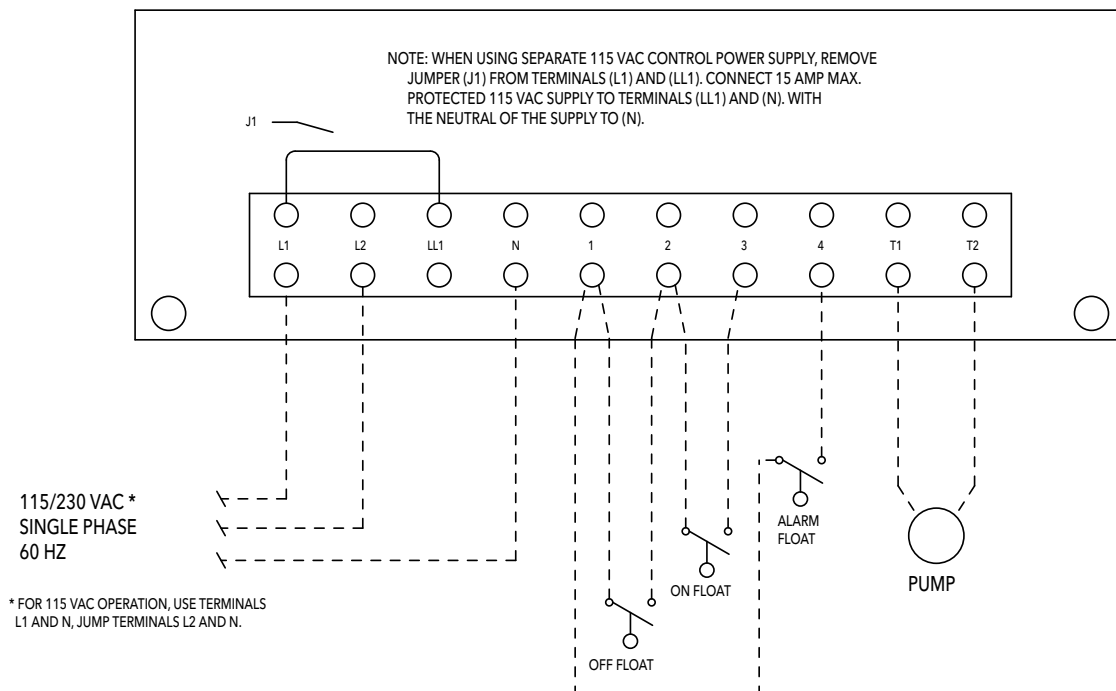 NOTE: WHEN USING SEPARATE 115 VAC CONTROL POWER SUPPLY, REMOVE
JUMPER (J1) FROM TERMINALS (L1) AND (LL1). CONNECT 15 AMP MAX.
PROTECTED 115 VAC SUPPLY TO TERMINALS (LL1) AND (N). WITH
THE NEUTRAL OF THE SUPPLY TO (N).
J1
L1 L2 LL1 N 1 2 3 4 T1 T2
115/230 VAC *
SINGLE PHASE
60 HZ
* FOR 115 VAC OPERATION, USE TERMINALS
L1 AND N, JUMP TERMINALS L2 AND N.
OFF FLOAT
ON FLOAT
ALARM
FLOAT
PUMP